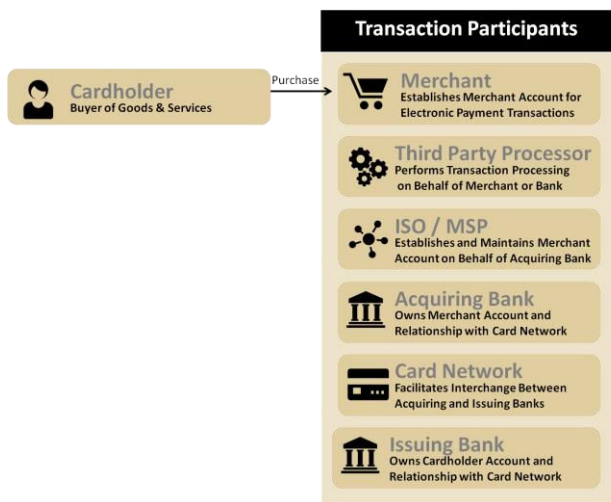 Transaction Participants
Cardholder
Buyer of Goods & Services
Purchase
Merchant
Establishes Merchant Account for
Electronic Payment Transactions
Third Party Processor
Performs Transaction Processing
on Behalf of Merchant or Bank
ISO / MSP
Establishes and Maintains Merchant
Account on Behalf of Acquiring Bank
Acquiring Bank
Owns Merchant Account and
Relationship with Card Network
Card Network
Facilitates Interchange Between
Acquiring and Issuing Banks
Issuing Bank
Owns Cardholder Account and
Relationship with Card Network